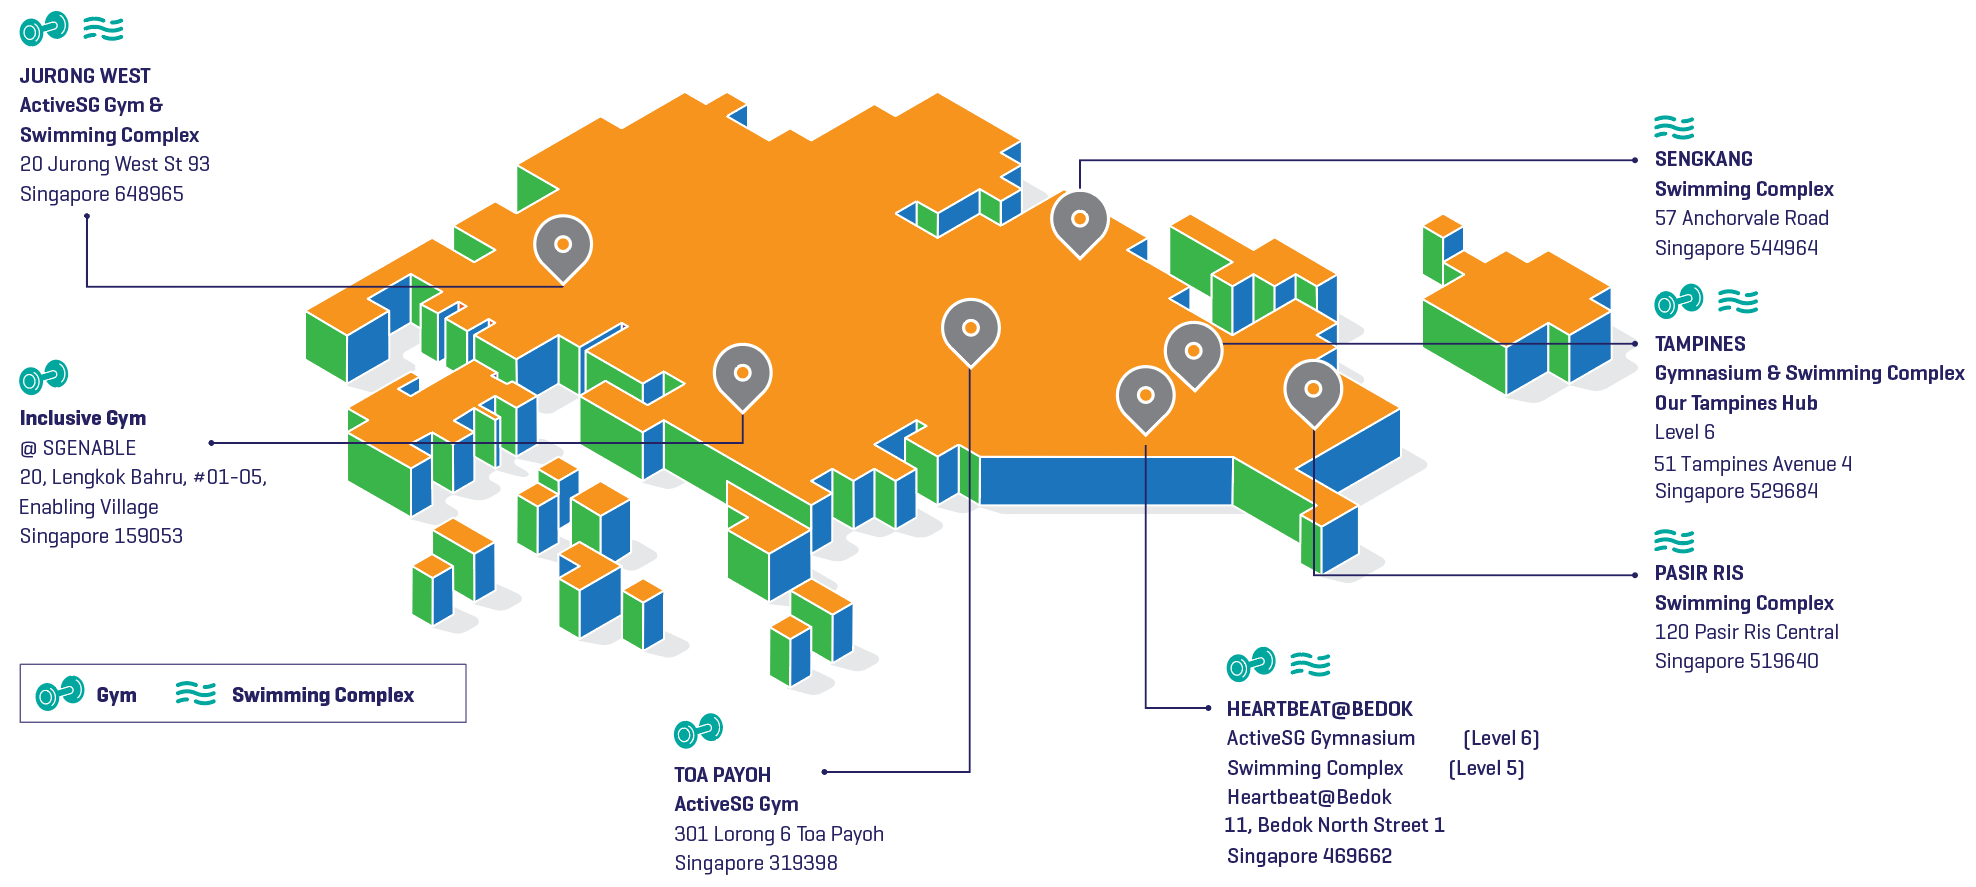 JURONG WEST
ActiveSG Gym &
Swimming Complex
20 Jurong West St 93
Singapore 648965
Inclusive Gym
@ SGENABLE
20, Lengkok Bahru, #01-05,
Enabling Village
Singapore 159053
Gym
Swimming Complex
TOA PAYOH
ActiveSG Gym
301 Lorong 6 Toa Payoh
Singapore 319398
HEARTBEAT@BEDOK
ActiveSG Gymnasium (Level 6)
Swimming Complex (Level 5)
Heartbeat@Bedok
11, Bedok North Street 1
Singapore 469662
SENGKANG
Swimming Complex
57 Anchorvale Road
Singapore 544964
TAMPINES
Gymnasium & Swimming Complex
Our Tampines Hub
Level 6
51 Tampines Avenue 4
Singapore 529684
PASIR RIS
Swimming Complex
120 Pasir Ris Central
Singapore 519640